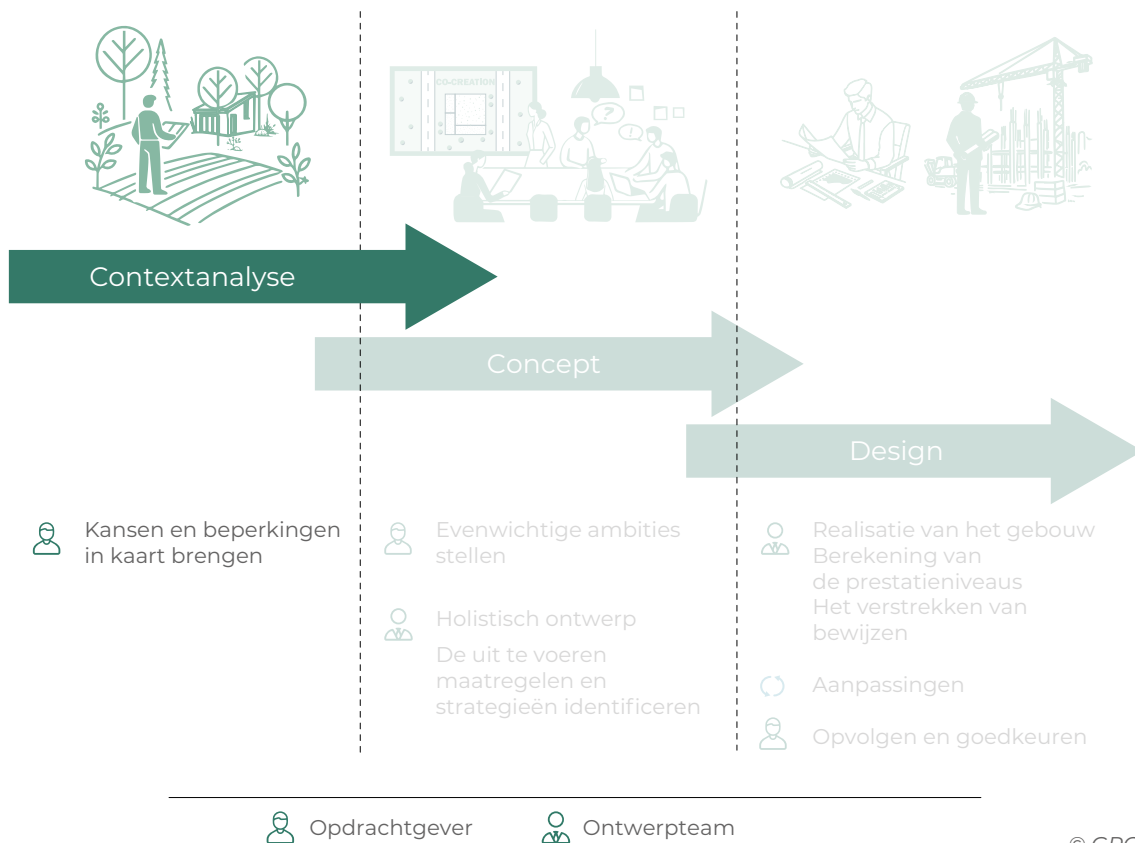 CO-CREATION
?
!
Contextanalyse
Concept
Design
Kansen en beperkingen
in kaart brengen
Evenwichtige ambities
stellen
Holistisch ontwerp
De uit te voeren
maatregelen en
strategieën identificeren
Realisatie van het gebouw
Berekening van
de prestatieniveaus
Het verstrekken van
bewijzen
Aanpassingen
Opvolgen en goedkeuren
Opdrachtgever
Ontwerpteam